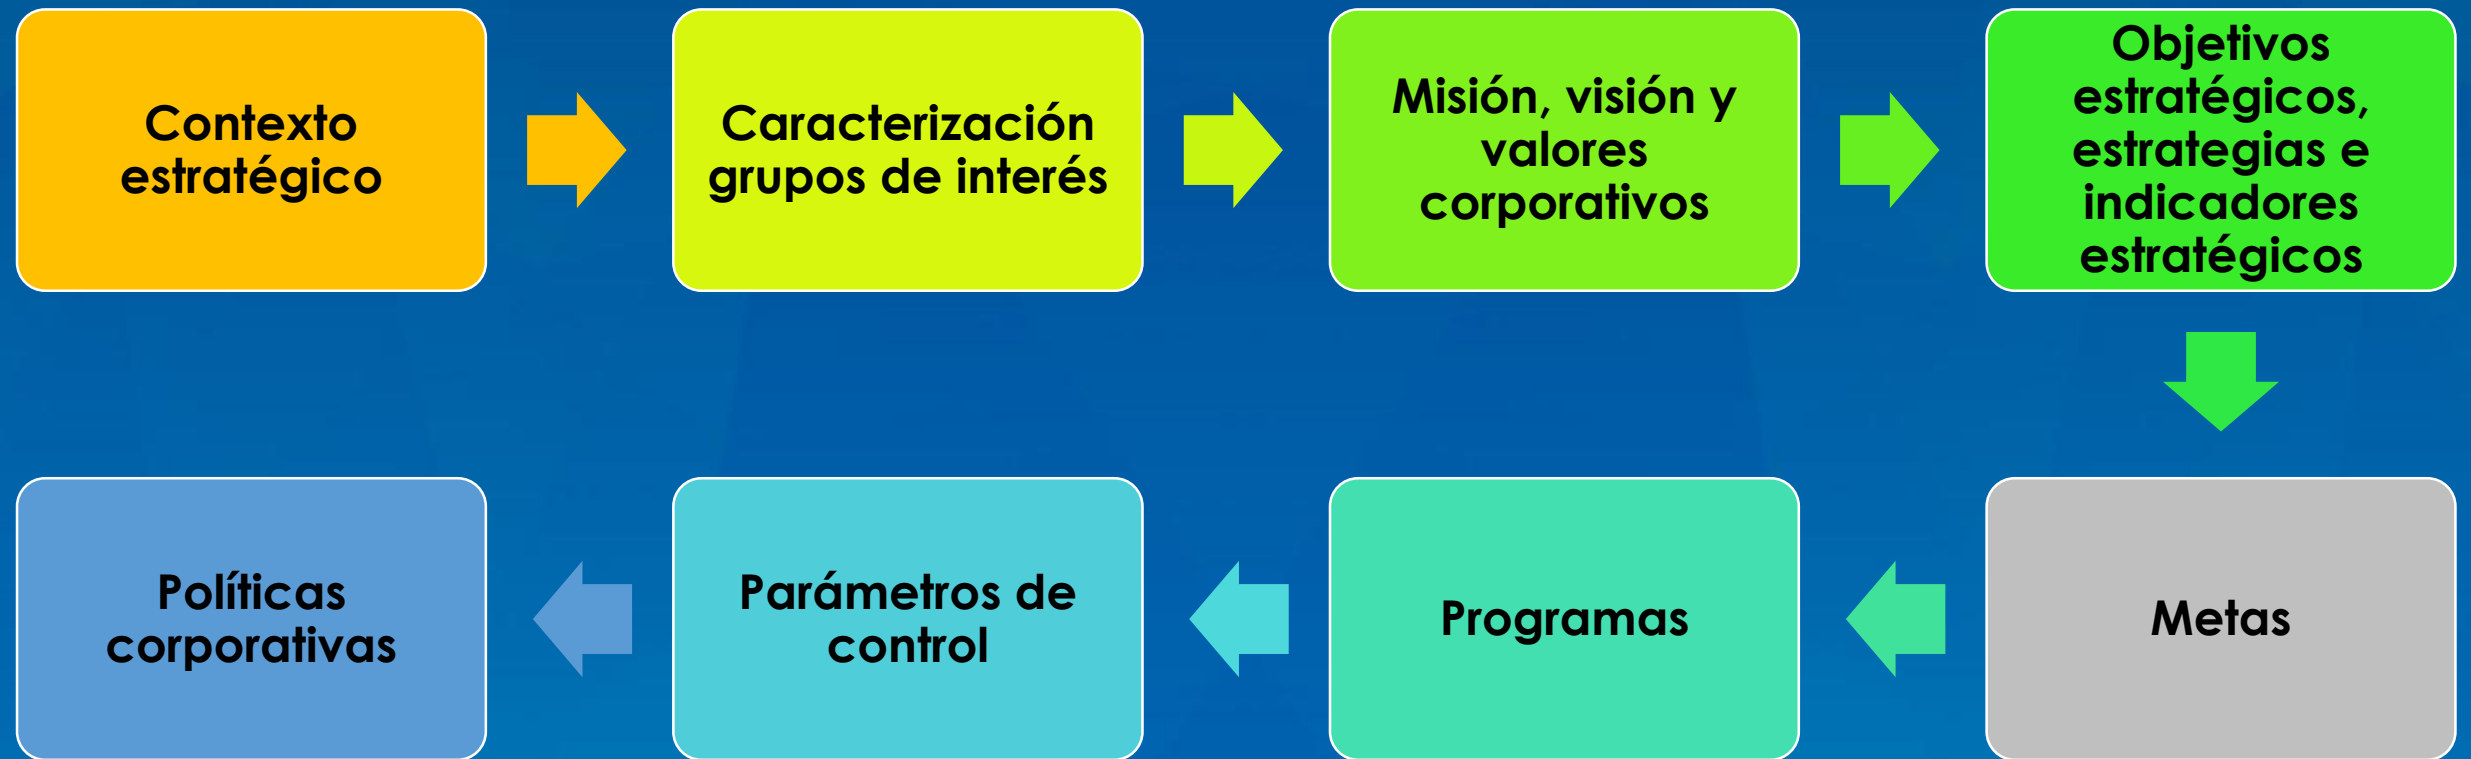 Contexto
estratégico
Caracterización
grupos de interés
Misión, visión y
valores
corporativos
Objetivos
estratégicos,
estrategias e
indicadores
estratégicos
Metas
Programas
Parámetros de
control
Políticas
corporativas